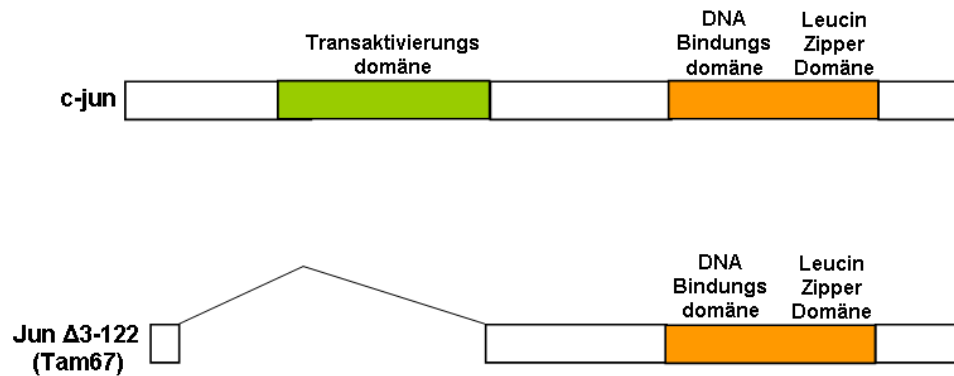 Transaktivierungs
domäne
DNA
Bindungs
domäne
Leucin
Zipper
Domäne
c-jun
DNA
Bindungs
domäne
Leucin
Zipper
Domäne
Jun Δ3-122
(Tam67)